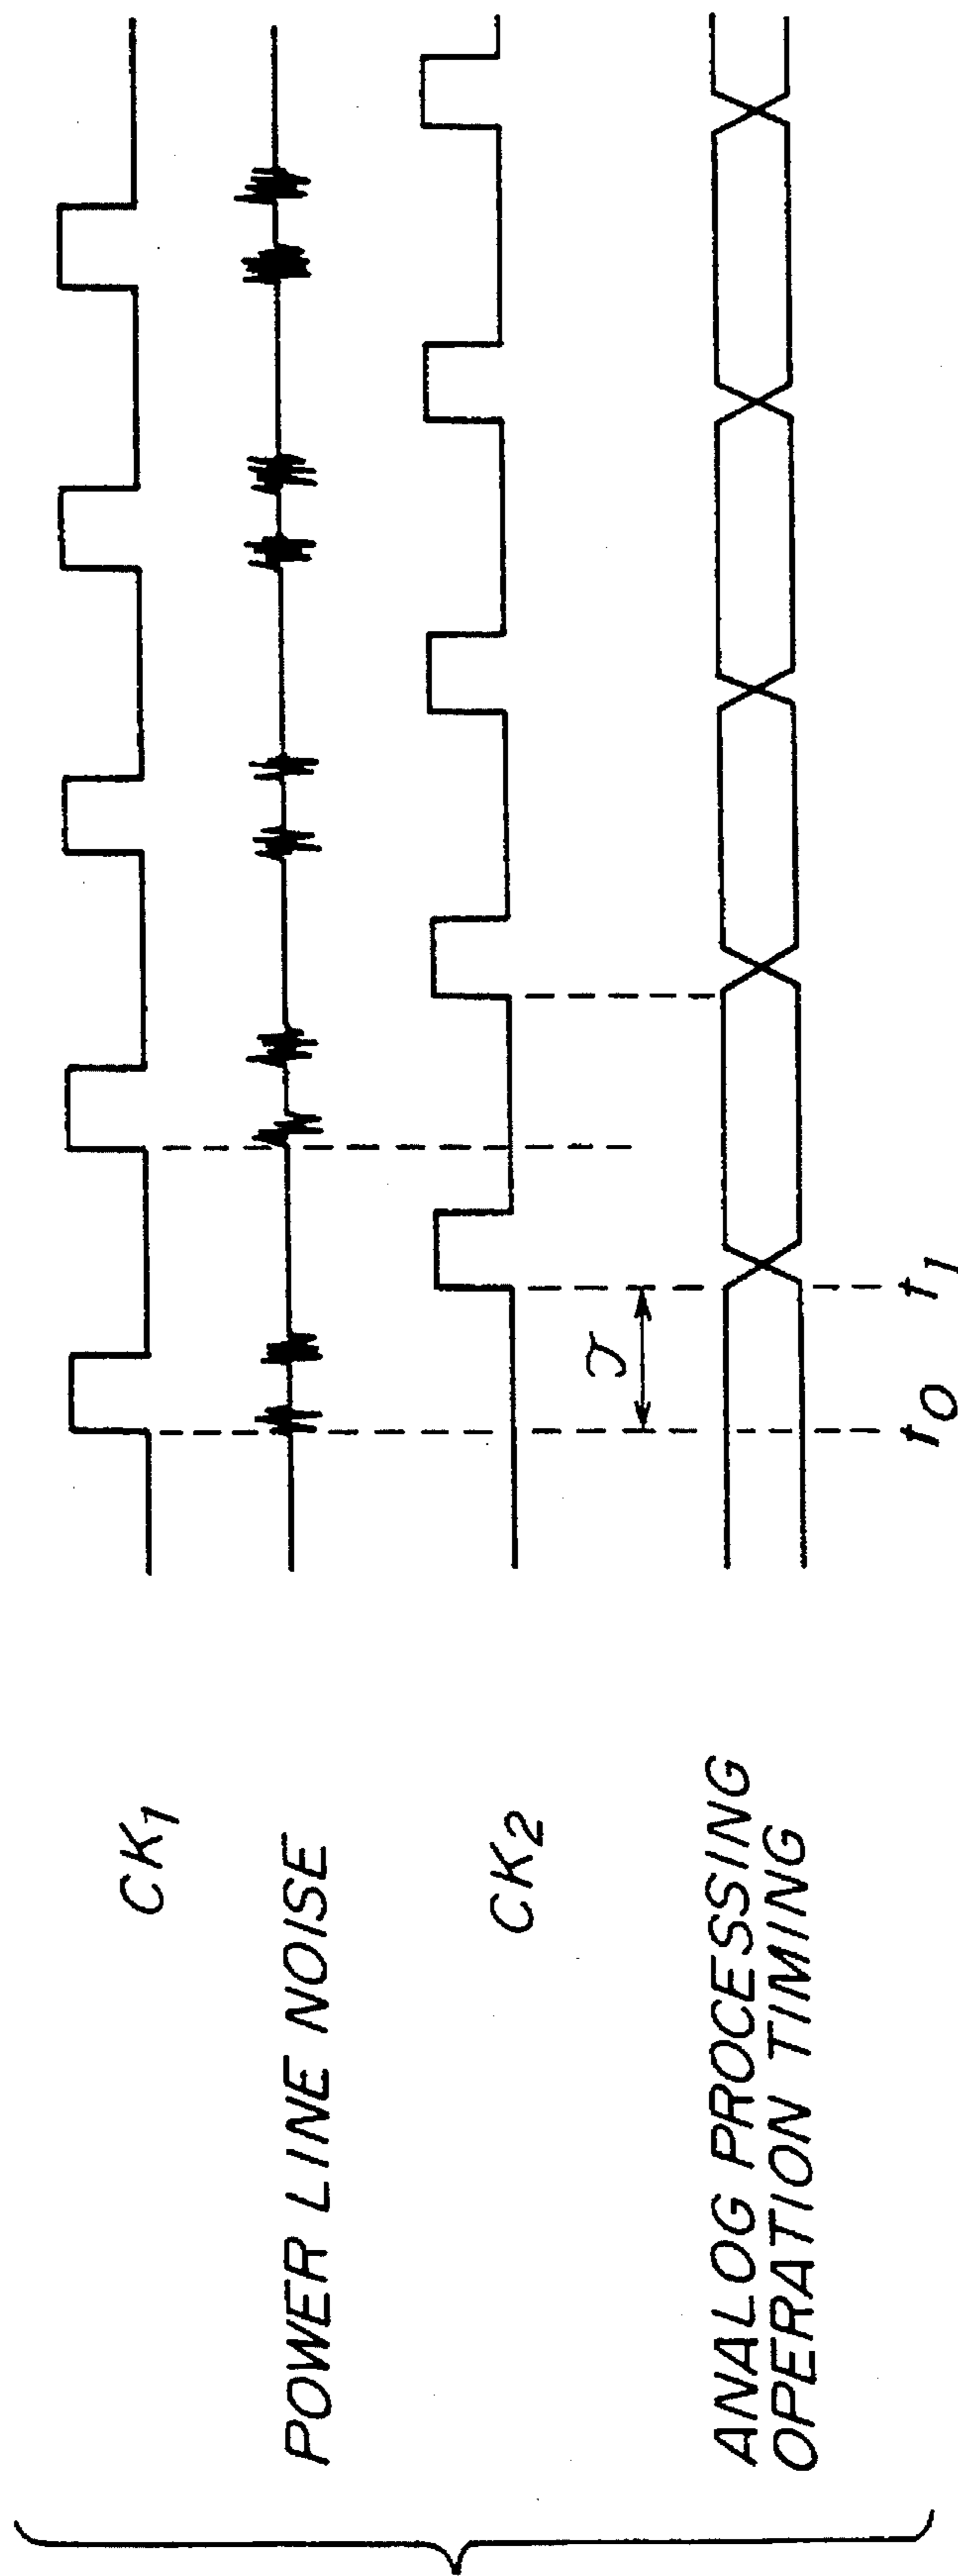 CK1
POWER LINE NOISE
CK2
τ
ANALOG PROCESSING
OPERATION TIMING
t0
t1